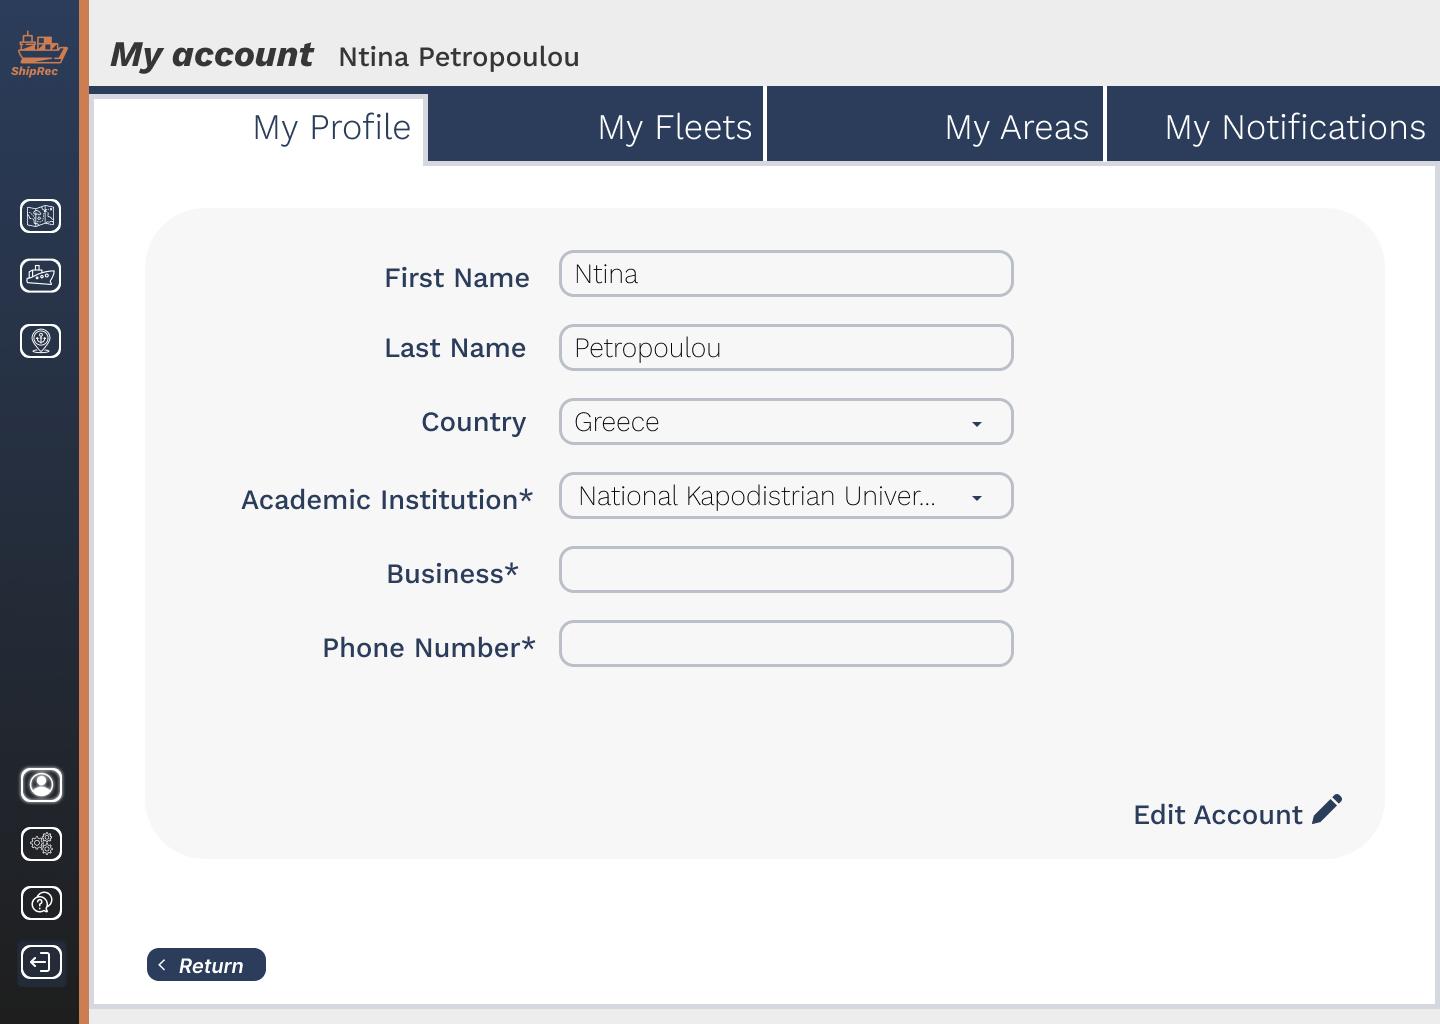 ShipRec
My account Ntina Petropoulou
My Profile My Fleets My Areas My Notifications
First Name Ntina
Last Name Petropoulou
Country Greece
Academic Institution* National Kapodistrian Univer...
Business*
Phone Number*
Edit Account
Return